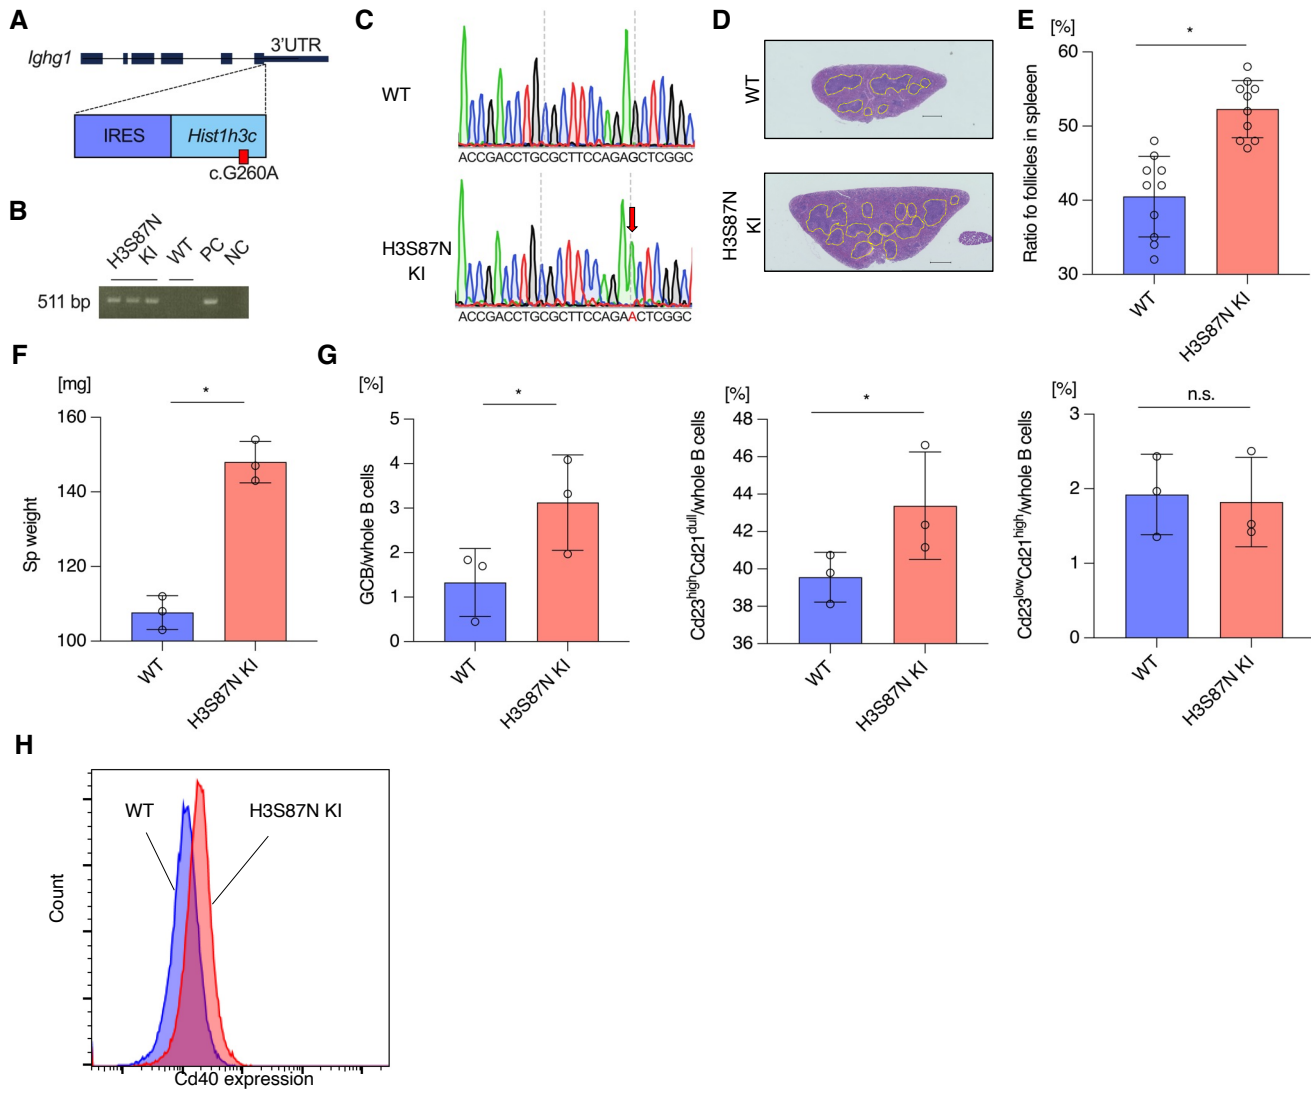 A
Ighg1
3'UTR
IRES
Hist1h3c
c.G260A
B
H3S87N
KI
WT
PC
NC
511 bp
C
WT
ACCGACCTGCGCTTCCAGAGCTCGGC
H3S87N
KI
ACCGACCTGCGCTTCCAGAACTCGGC
D
WT
H3S87N
KI
E
[%]
*
60
50
40
30
Ratio fo follicles in spleeen
WT
H3S87N KI
F
[mg]
*
160
140
120
100
Sp weight
WT
H3S87N KI
G
[%]
*
5
4
3
2
1
0
GCB/whole B cells
WT
H3S87N KI
[%]
*
48
46
44
42
40
38
36
Cd23highCd21dull/whole B cells
WT
H3S87N KI
[%]
n.s.
3
2
1
0
Cd23lowCd21high/whole B cells
WT
H3S87N KI
H
WT
H3S87N KI
Count
Cd40 expression